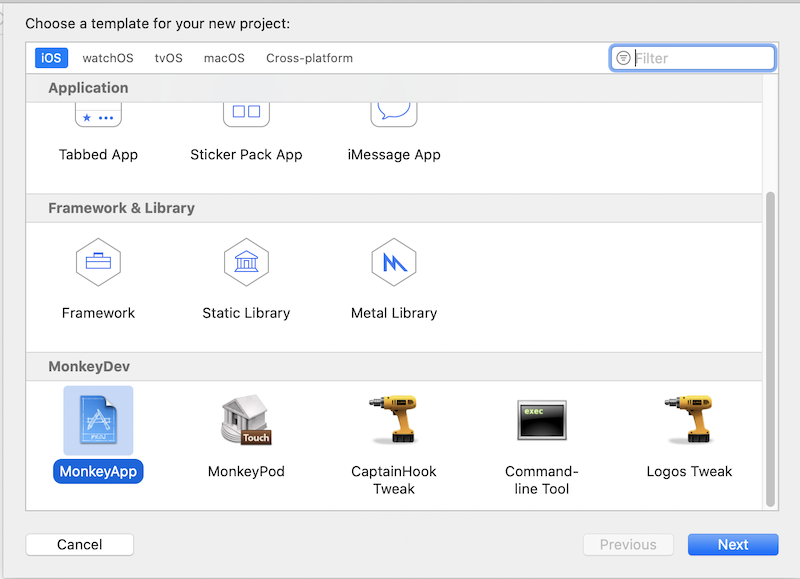 Choose a template for your new project:
iOS watchOS tvOS macOS Cross-platform Filter
Application
Tabbed App Sticker Pack App iMessage App
Framework & Library
Framework Static Library Metal Library
MonkeyDev
Touch exec
MonkeyApp MonkeyPod CaptainHook Command- Logos Tweak
Tweak line Tool
Cancel Previous Next